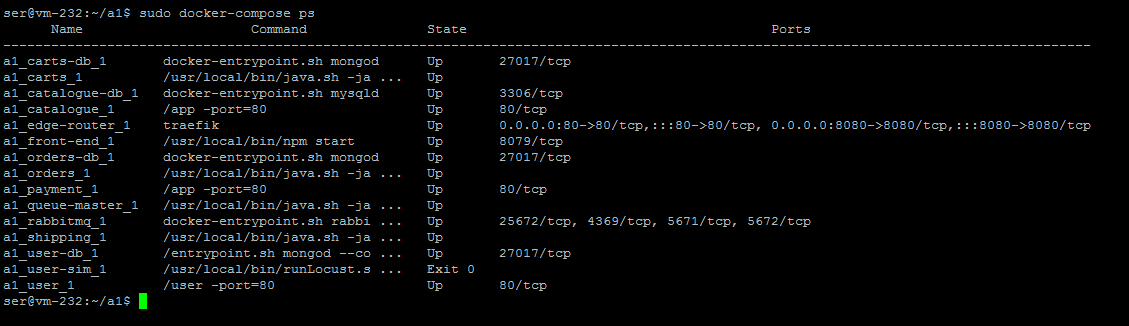 ser@vm-232:~/a1$ sudo docker-compose ps
Name Command State Ports
--------------------------------------------------------------------------------------------------------------------------------------------------------
a1_carts-db_1 docker-entrypoint.sh mongod Up 27017/tcp
a1_carts_1 /usr/local/bin/java.sh -ja ... Up
a1_catalogue-db_1 docker-entrypoint.sh mysqld Up 3306/tcp
a1_catalogue_1 /app -port=80 Up 80/tcp
a1_edge-router_1 traefik Up 0.0.0.0:80->80/tcp,:::80->80/tcp, 0.0.0.0:8080->8080/tcp,:::8080->8080/tcp
a1_front-end_1 /usr/local/bin/npm start Up 8079/tcp
a1_orders-db_1 docker-entrypoint.sh mongod Up 27017/tcp
a1_orders_1 /usr/local/bin/java.sh -ja ... Up
a1_payment_1 /app -port=80 Up 80/tcp
a1_queue-master_1 /usr/local/bin/java.sh -ja ... Up
a1_rabbitmq_1 docker-entrypoint.sh rabbi ... Up 25672/tcp, 4369/tcp, 5671/tcp, 5672/tcp
a1_shipping_1 /usr/local/bin/java.sh -ja ... Up
a1_user-db_1 /entrypoint.sh mongod --co ... Up 27017/tcp
a1_user-sim_1 /usr/local/bin/runLocust.s ... Exit 0
a1_user_1 /user -port=80 Up 80/tcp
ser@vm-232:~/a1$